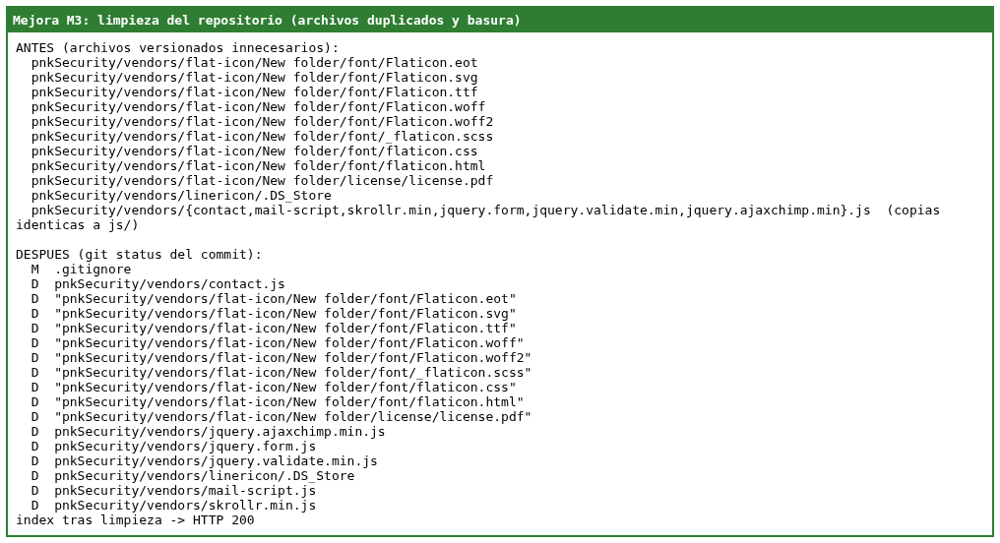 Mejora M3: limpieza del repositorio (archivos duplicados y basura)
ANTES (archivos versionados innecesarios):
pnkSecurity/vendors/flat-icon/New folder/font/Flaticon.eot
pnkSecurity/vendors/flat-icon/New folder/font/Flaticon.svg
pnkSecurity/vendors/flat-icon/New folder/font/Flaticon.ttf
pnkSecurity/vendors/flat-icon/New folder/font/Flaticon.woff
pnkSecurity/vendors/flat-icon/New folder/font/Flaticon.woff2
pnkSecurity/vendors/flat-icon/New folder/font/_flaticon.scss
pnkSecurity/vendors/flat-icon/New folder/font/flaticon.css
pnkSecurity/vendors/flat-icon/New folder/font/flaticon.html
pnkSecurity/vendors/flat-icon/New folder/license/license.pdf
pnkSecurity/vendors/linericon/.DS_Store
pnkSecurity/vendors/{contact,mail-script,skrollr.min,jquery.form,jquery.validate.min,jquery.ajaxchimp.min}.js  (copias
identicas a js/)
DESPUES (git status del commit):
M  .gitignore
D  pnkSecurity/vendors/contact.js
D  "pnkSecurity/vendors/flat-icon/New folder/font/Flaticon.eot"
D  "pnkSecurity/vendors/flat-icon/New folder/font/Flaticon.svg"
D  "pnkSecurity/vendors/flat-icon/New folder/font/Flaticon.ttf"
D  "pnkSecurity/vendors/flat-icon/New folder/font/Flaticon.woff"
D  "pnkSecurity/vendors/flat-icon/New folder/font/Flaticon.woff2"
D  "pnkSecurity/vendors/flat-icon/New folder/font/_flaticon.scss"
D  "pnkSecurity/vendors/flat-icon/New folder/font/flaticon.css"
D  "pnkSecurity/vendors/flat-icon/New folder/font/flaticon.html"
D  "pnkSecurity/vendors/flat-icon/New folder/license/license.pdf"
D  pnkSecurity/vendors/jquery.ajaxchimp.min.js
D  pnkSecurity/vendors/jquery.form.js
D  pnkSecurity/vendors/jquery.validate.min.js
D  pnkSecurity/vendors/linericon/.DS_Store
D  pnkSecurity/vendors/mail-script.js
D  pnkSecurity/vendors/skrollr.min.js
index tras limpieza -> HTTP 200